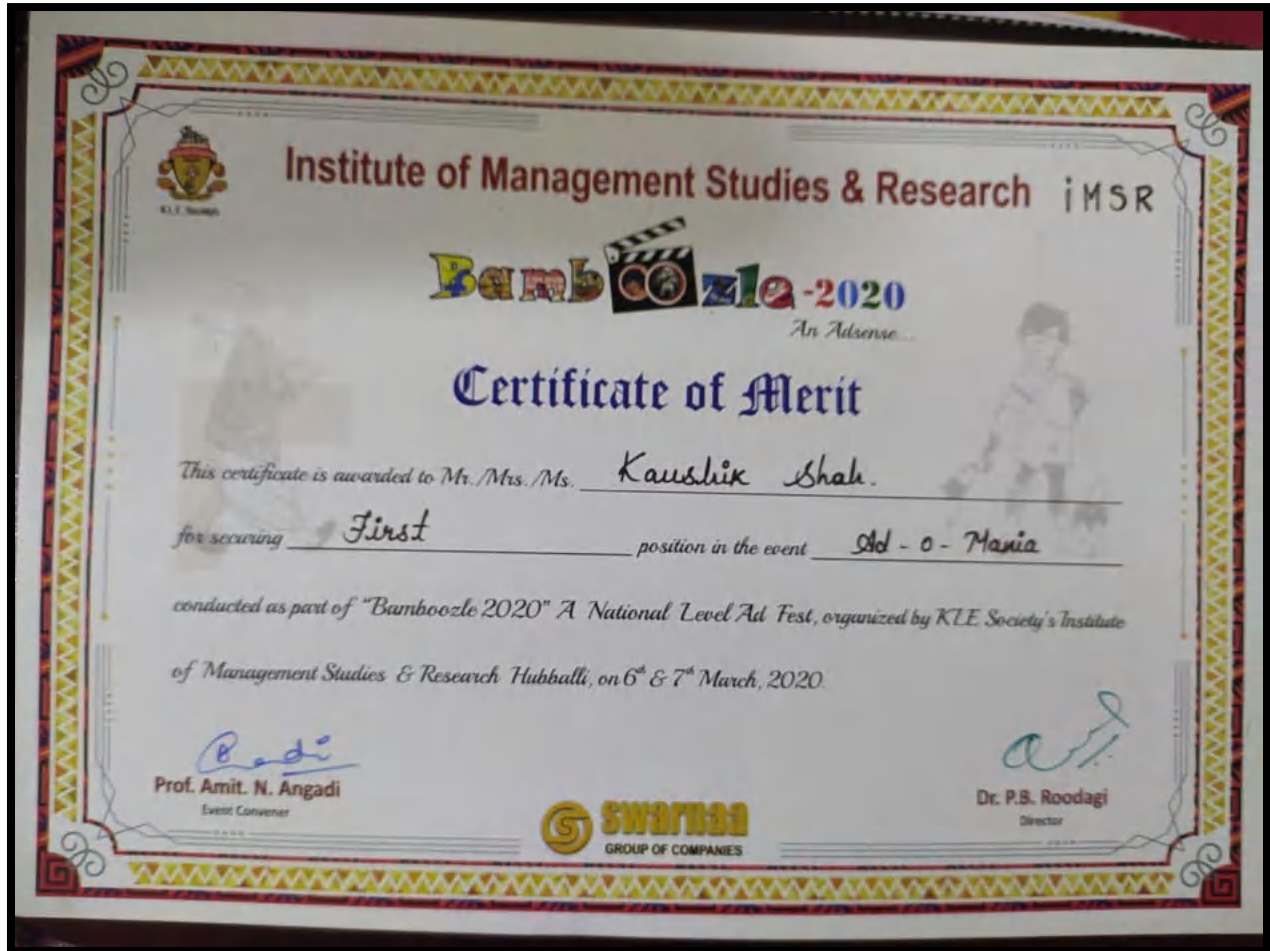 Institute of Management Studies & Research iMSR
K.L.E. Society's
Bamboozle-2020
An Adsense...
Certificate of Merit
This certificate is awarded to Mr./Mrs./Ms. Kaushik Shah.
for securing First position in the event Ad-o-Mania
conducted as part of "Bamboozle 2020" A National Level Ad Fest, organized by KLE Society's Institute
of Management Studies & Research Hubballi, on 6th & 7th March, 2020.
Prof. Amit. N. Angadi
Event Convener
Dr. P.B. Roodagi
Director
swarnaa
GROUP OF COMPANIES